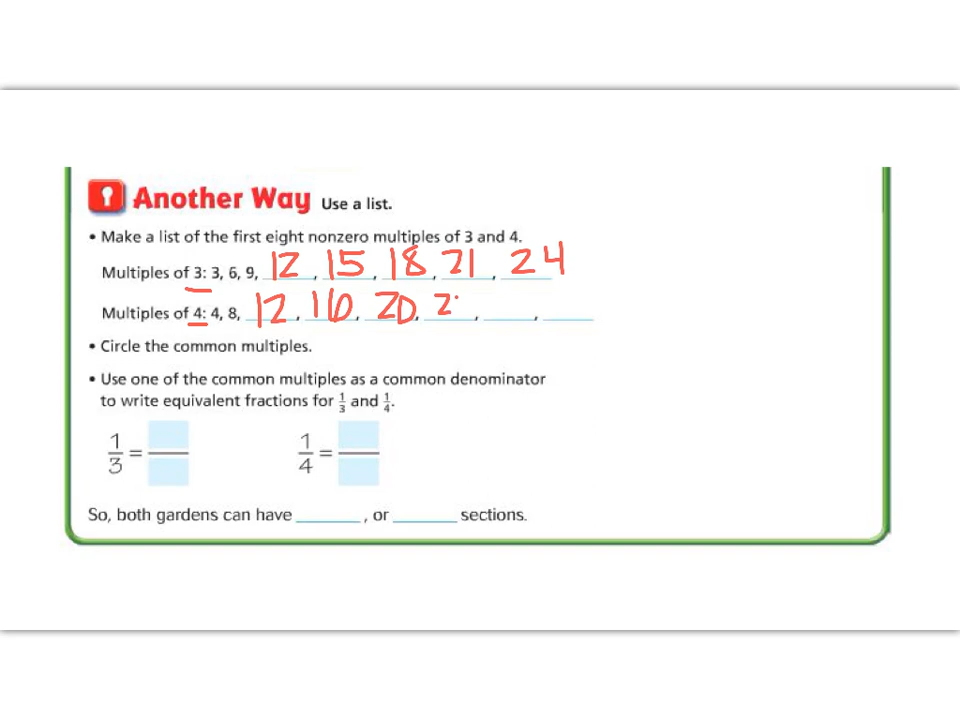 Another Way Use a list.
• Make a list of the first eight nonzero multiples of 3 and 4.
Multiples of 3: 3, 6, 9, 12, 15, 18, 21, 24
Multiples of 4: 4, 8, 12, 16, 20, 2 , ,
• Circle the common multiples.
• Use one of the common multiples as a common denominator
to write equivalent fractions for 1/3 and 1/4.
1/3 = 1/4 =
So, both gardens can have ______, or ______ sections.